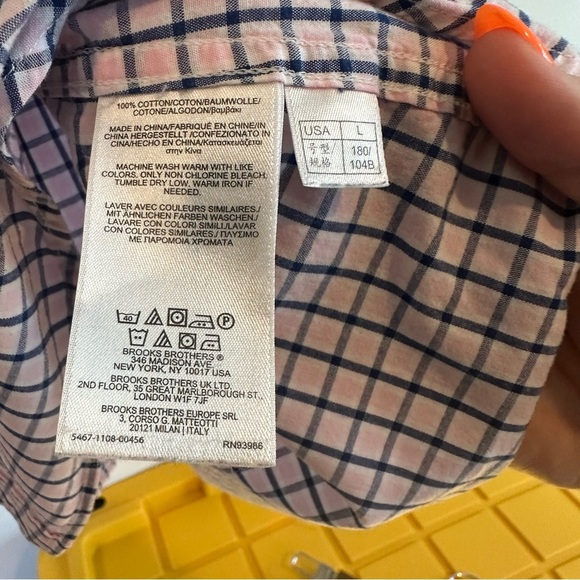 100% COTTON/COTON/BAUMWOLLE/
COTONE/ALGODON/βαμβάκι
MADE IN CHINA/FABRIQUÉ EN CHINE/IN
CHINA HERGESTELLT /CONFEZIONATO IN
CINA/HECHO EN CHINA/Κατασκευάζεται
στην Κίνα
MACHINE WASH WARM WITH LIKE
COLORS. ONLY NON CHLORINE BLEACH.
TUMBLE DRY LOW. WARM IRON IF
NEEDED.
LAVER AVEC COULEURS SIMILAIRES./
MIT ÄHNLICHEN FARBEN WASCHEN./
LAVARE CON COLORI SIMILI/LAVAR
CON COLORES SIMILARES /ΠΛΥΣΙΜΟ
ΜΕ ΠΑΡΟΜΟΙΑ ΧΡΩΜΑΤΑ
40 P
BROOKS BROTHERS ®
346 MADISON AVE
NEW YORK, NY 10017 USA
BROOKS BROTHERS UK LTD.
2ND FLOOR, 35 GREAT MARLBOROUGH ST.,
LONDON W1F 7JF
BROOKS BROTHERS EUROPE SRL
3, CORSO G. MATTEOTTI
20121 MILAN | ITALY
5467-1108-00456 RN93986
USA L
号型/ 180/
规格 104B